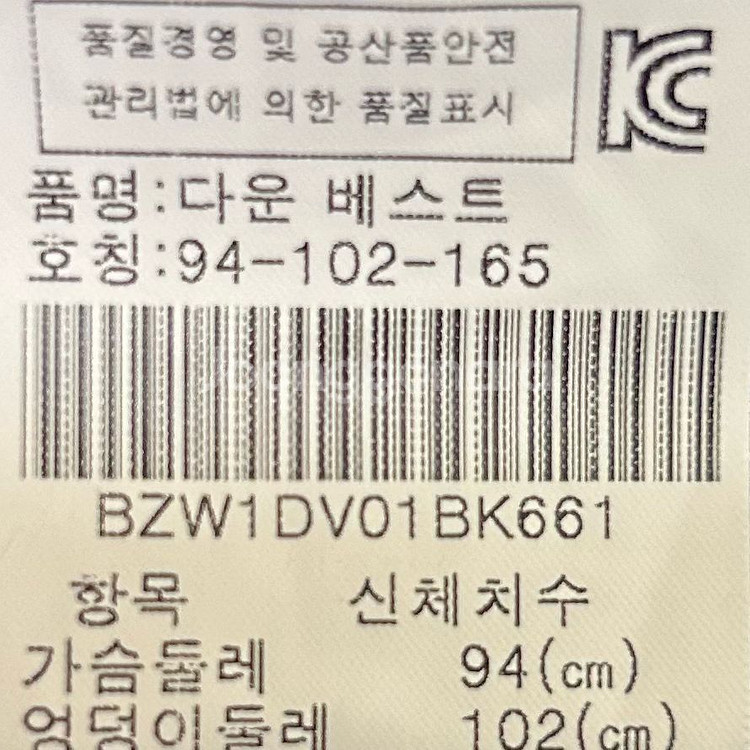 품질경영 및 공산품안전
관리법에 의한 품질표시
품명:다운 베스트
호칭:94-102-165
BZW1DV01BK661
항목 신체치수
가슴둘레 94(cm)
엉덩이둘레 102(cm)